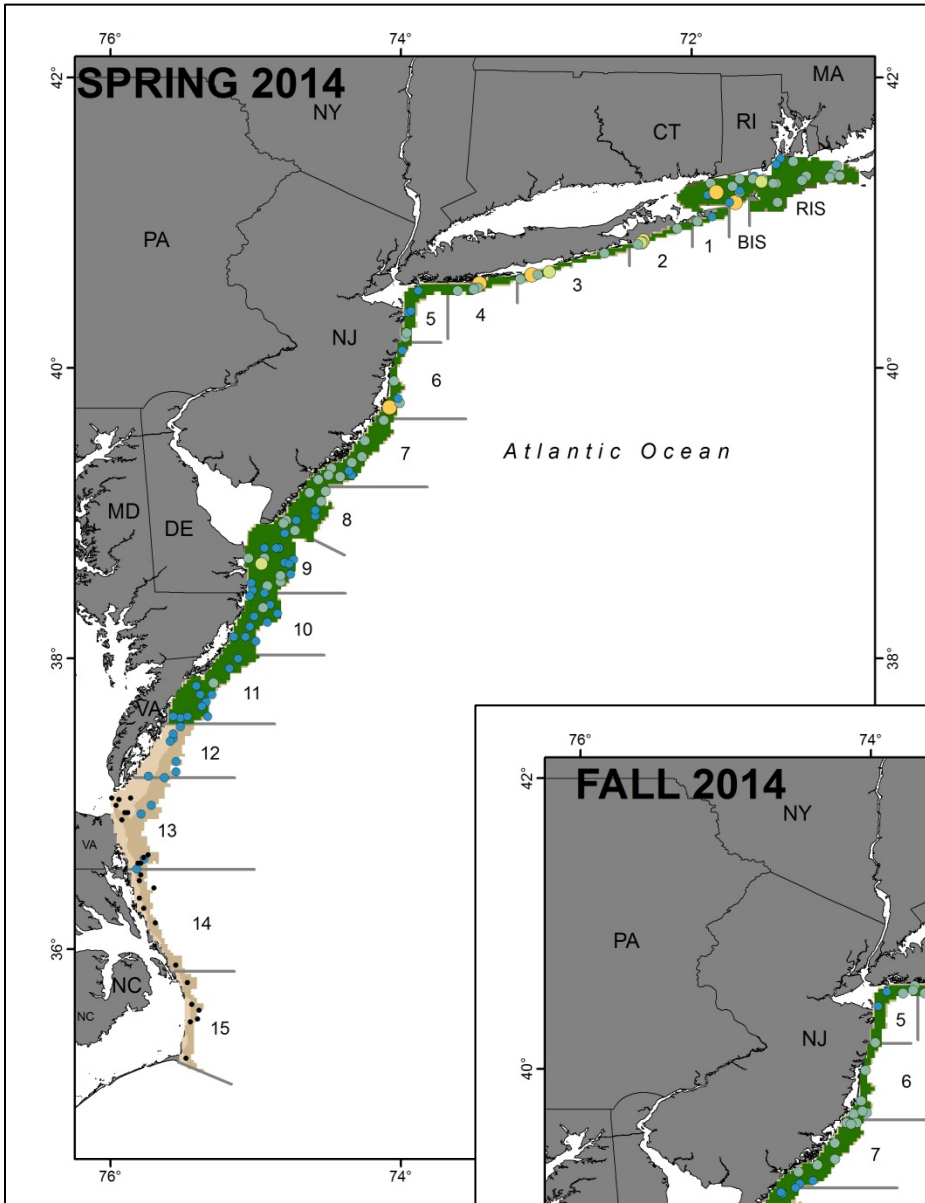 76°
74°
72°
42°
42°
SPRING 2014
NY
CT
RI
MA
PA
RIS
BIS
1
2
3
4
5
NJ
40°
40°
6
7
Atlantic Ocean
MD
DE
8
9
10
38°
38°
11
VA
12
13
VA
14
36°
NC
NC
15
76°
74°
76°
74°
42°
FALL 2014
NY
PA
NJ
5
6
40°
7